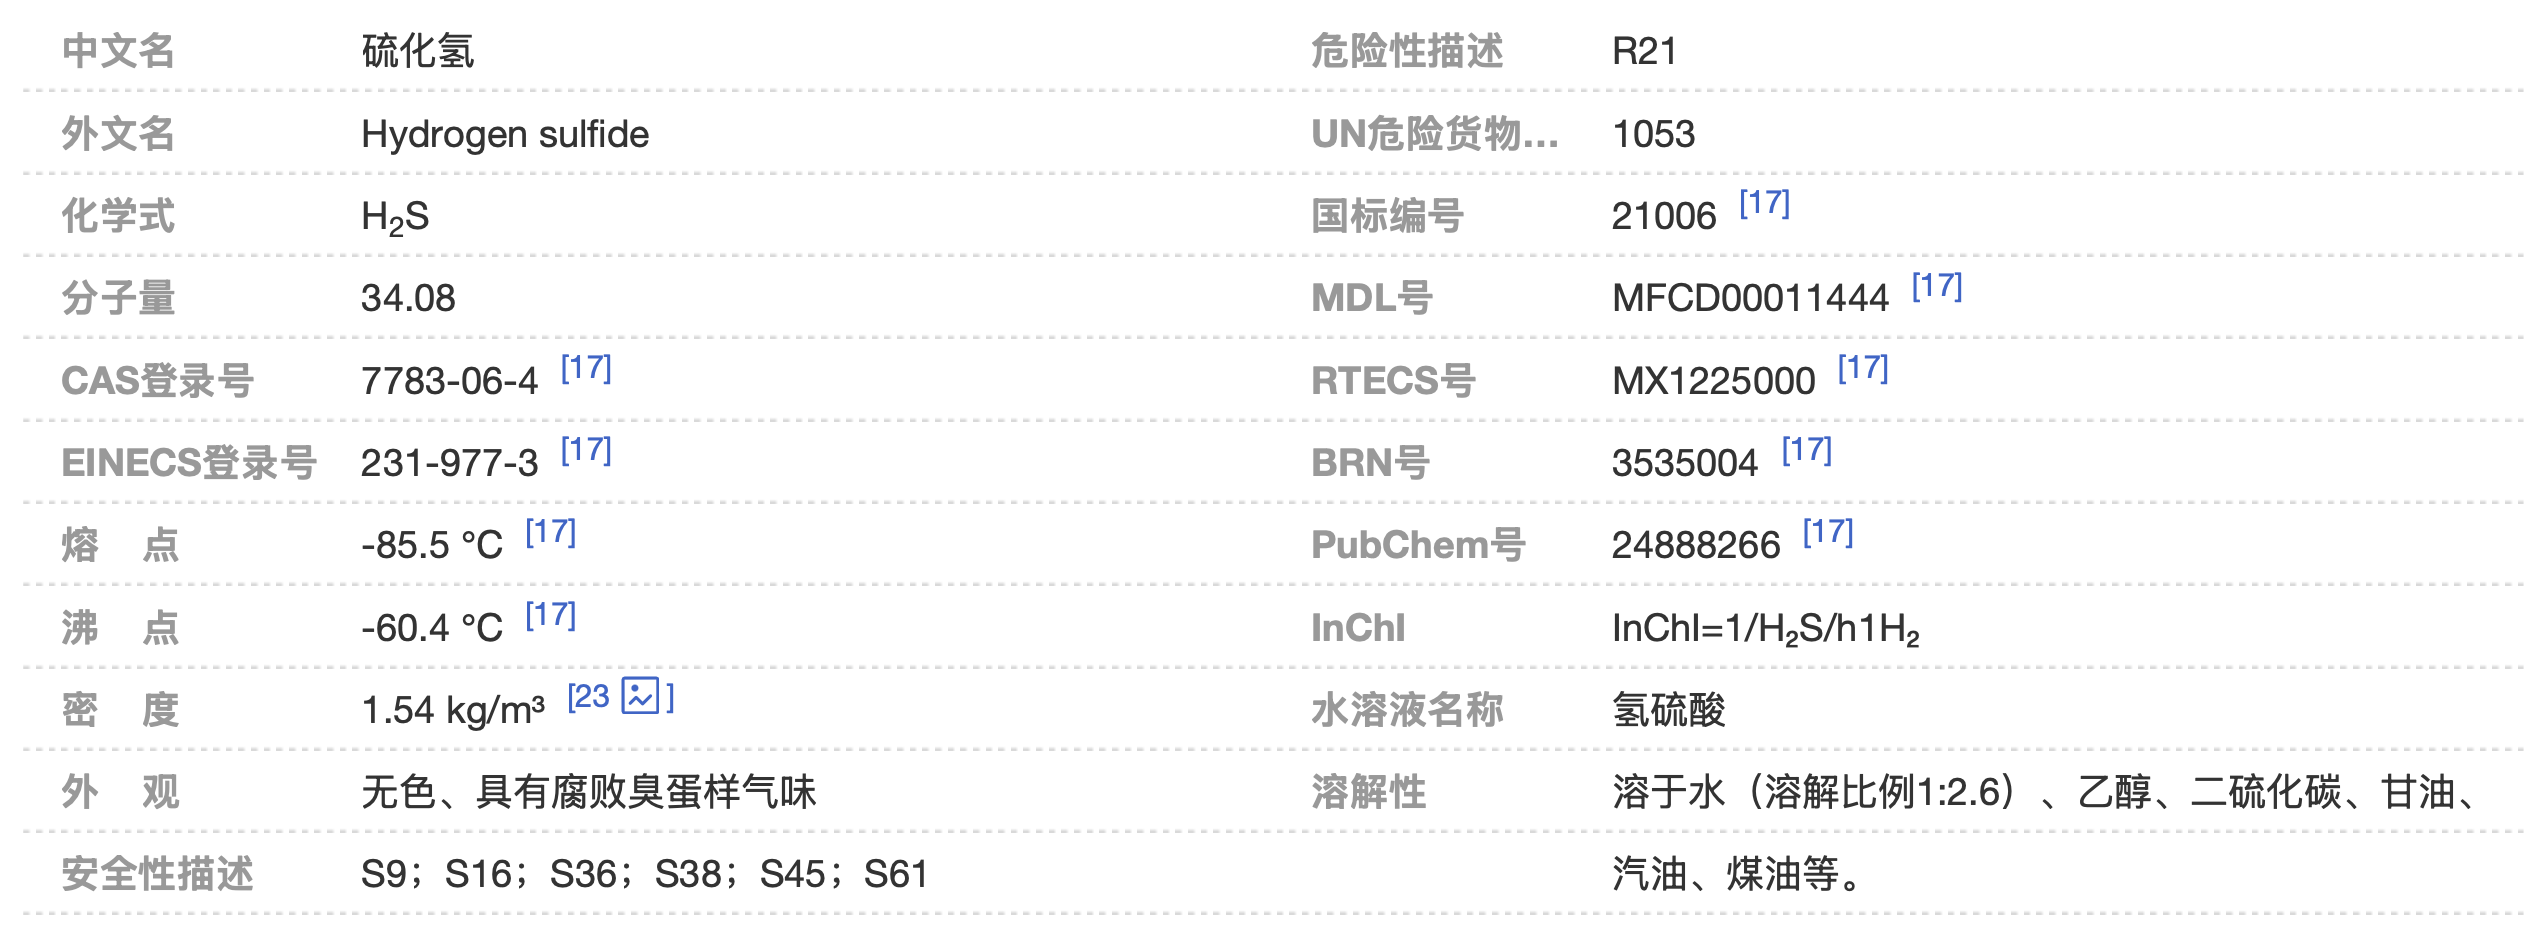 中文名 硫化氢 危险性描述 R21
外文名 Hydrogen sulfide UN危险货物... 1053
化学式 H₂S 国标编号 21006 [17]
分子量 34.08 MDL号 MFCD00011444 [17]
CAS登录号 7783-06-4 [17] RTECS号 MX1225000 [17]
EINECS登录号 231-977-3 [17] BRN号 3535004 [17]
熔 点 -85.5 °C [17] PubChem号 24888266 [17]
沸 点 -60.4 °C [17] InChI InChI=1/H₂S/h1H₂
密 度 1.54 kg/m³ [23 ] 水溶液名称 氢硫酸
外 观 无色、具有腐败臭蛋样气味 溶解性 溶于水（溶解比例1:2.6）、乙醇、二硫化碳、甘油、
安全性描述 S9；S16；S36；S38；S45；S61 汽油、煤油等。